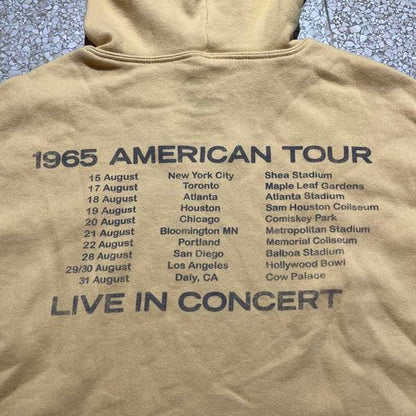 1965 AMERICAN TOUR
15 August New York City Shea Stadium
17 August Toronto Maple Leaf Gardens
18 August Atlanta Atlanta Stadium
19 August Houston Sam Houston Coliseum
20 August Chicago Comiskey Park
21 August Bloomington MN Metropolitan Stadium
22 August Portland Memorial Coliseum
28 August San Diego Balboa Stadium
29/30 August Los Angeles Hollywood Bowl
31 August Daly, CA Cow Palace
LIVE IN CONCERT